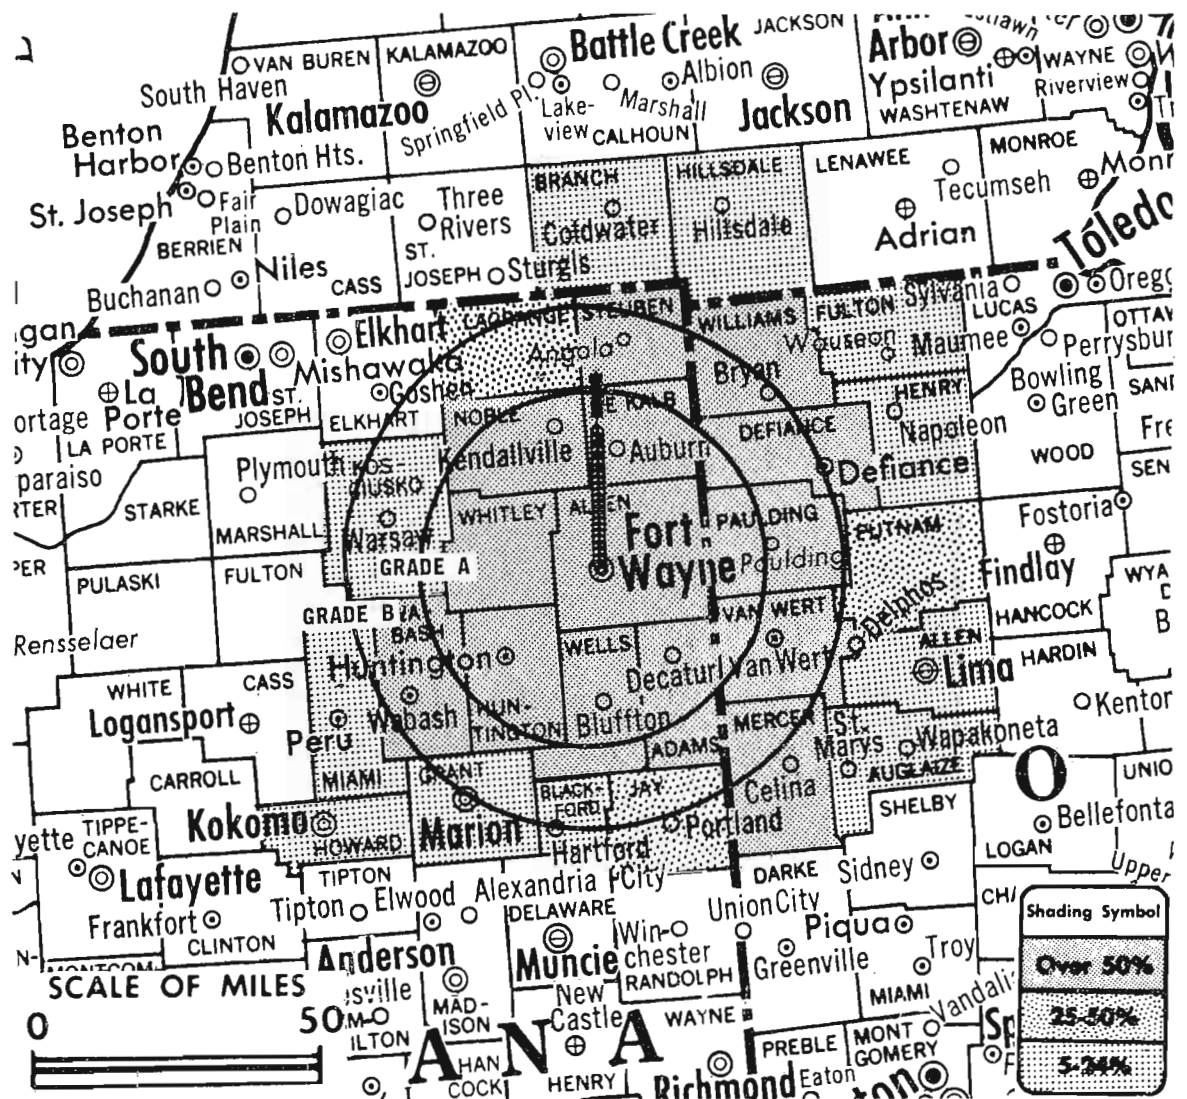 VAN BUREN
KALAMAZOO
Battle Creek
JACKSON
Arbor
WAYNE
South Haven
Springfield Pl.
Lake-
view
Marshall
Albion
Ypsilanti
Riverview
Kalamazoo
CALHOUN
Jackson
WASHTENAW
Benton
Harbor
Benton Hts.
BRANCH
HILLSDALE
LENAWEE
MONROE
St. Joseph
Fair
Plain
Dowagiac
Three
Rivers
Coldwater
Hillsdale
Tecumseh
Adrian
Toledo
BERRIEN
Niles
CASS
ST.
JOSEPH
Sturgis
Buchanan
Elkhart
LAGRANGE
STEUBEN
WILLIAMS
FULTON
Sylvania
LUCAS
South
Bend
Mishawaka
Angola
Wauseon
Maumee
Perrysbur
La
Porte
ST.
JOSEPH
Goshen
Bryan
HENRY
Bowling
Green
ortage
LA PORTE
ELKHART
NOBLE
DE KALB
DEFIANCE
Napoleon
paraiso
Plymouth
KOS-
CIUSKO
Kendallville
Auburn
Defiance
WOOD
STARKE
MARSHALL
WHITLEY
ALLEN
PAULDING
PUTNAM
Fostoria
Warsaw
Fort
Wayne
Paulding
PULASKI
FULTON
GRADE A
Findlay
Rensselaer
GRADE B
WA-
BASH
VAN WERT
Delphos
HANCOCK
Huntington
WELLS
Decatur
Van Wert
ALLEN
Lima
HARDIN
WHITE
CASS
Logansport
Wabash
HUN-
TINGTON
Bluffton
MERCER
St.
Marys
Wapakoneta
Peru
ADAMS
CARROLL
MIAMI
GRANT
BLACK-
FORD
JAY
Celina
AUGLAIZE
O
Kokomo
HOWARD
Marion
Hartford
City
Portland
SHELBY
Bellefonta
yette
TIPPE-
CANOE
Lafayette
TIPTON
Elwood
Alexandria
DARKE
Sidney
LOGAN
Upper
Frankfort
Tipton
DELAWARE
Union City
Piqua
Shading Symbol
CLINTON
Anderson
Muncie
Win-
chester
RANDOLPH
Greenville
Troy
Over 50%
SCALE OF MILES
MAD-
ISON
New
Castle
WAYNE
MIAMI
Vandali
25-50%
0
50
ILTON
A N A
HAN
COCK
HENRY
Richmond
PREBLE
Eaton
MONT
GOMERY
5-24%